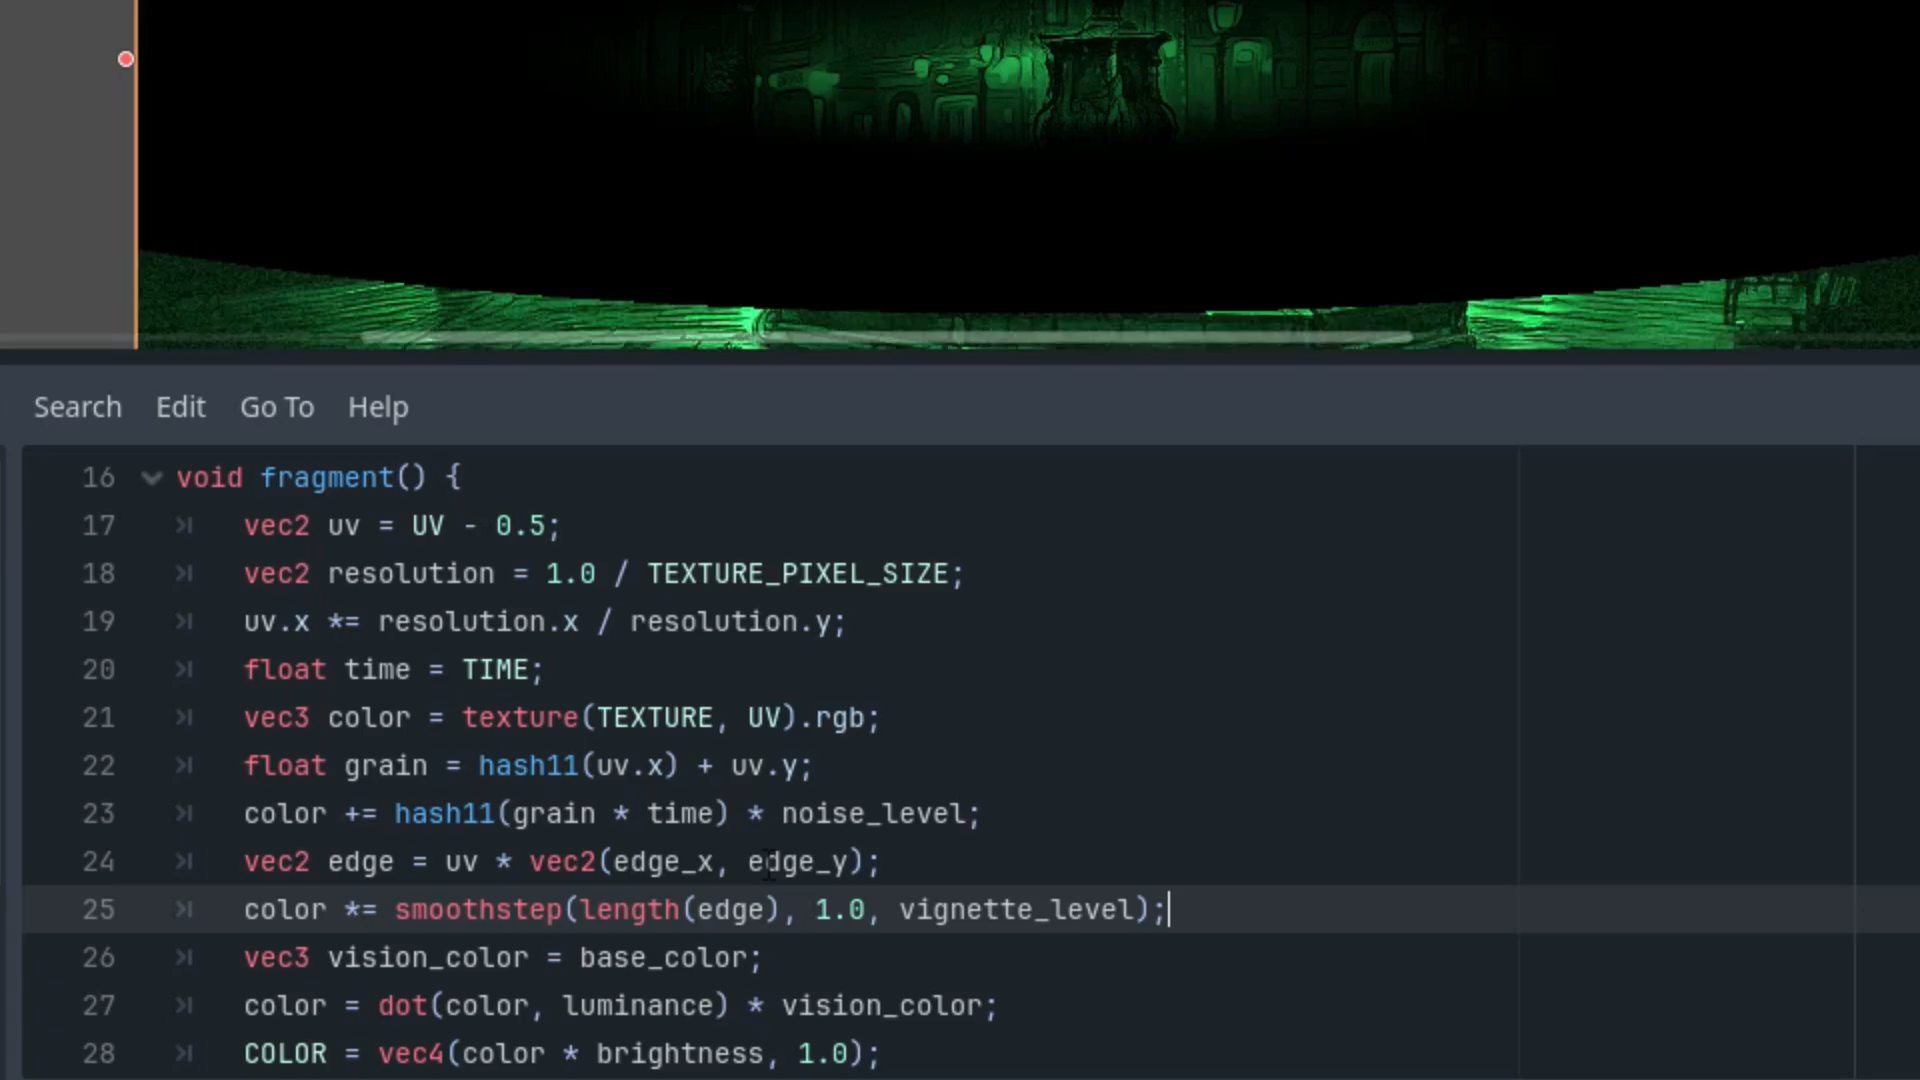 Search Edit Go To Help
16 void fragment() {
17 vec2 uv = UV - 0.5;
18 vec2 resolution = 1.0 / TEXTURE_PIXEL_SIZE;
19 uv.x *= resolution.x / resolution.y;
20 float time = TIME;
21 vec3 color = texture(TEXTURE, UV).rgb;
22 float grain = hash11(uv.x) + uv.y;
23 color += hash11(grain * time) * noise_level;
24 vec2 edge = uv * vec2(edge_x, edge_y);
25 color *= smoothstep(length(edge), 1.0, vignette_level);
26 vec3 vision_color = base_color;
27 color = dot(color, luminance) * vision_color;
28 COLOR = vec4(color * brightness, 1.0);